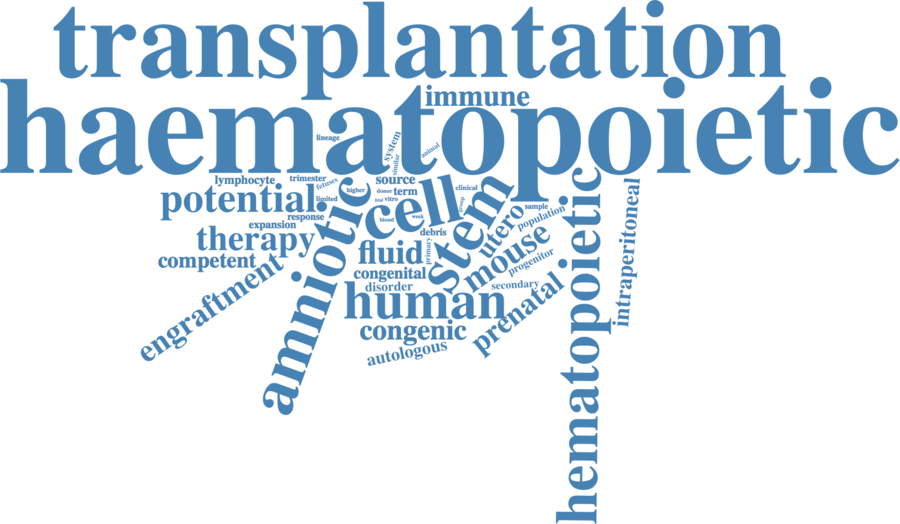 transplantation
haematopoietic
immune
lineage
system
similar
animal
lymphocyte
trimester
fetuses
higher
source
donor
term
clinical
potential
limited
vitro
cell
group
stem
response
blood
week
sample
population
expansion
debris
utero
therapy
amniotic
fluid
primary
mouse
competent
congenital
progenitor
disorder
secondary
engraftment
human
prenatal
congenic
autologous
hematopoietic
intraperitoneal